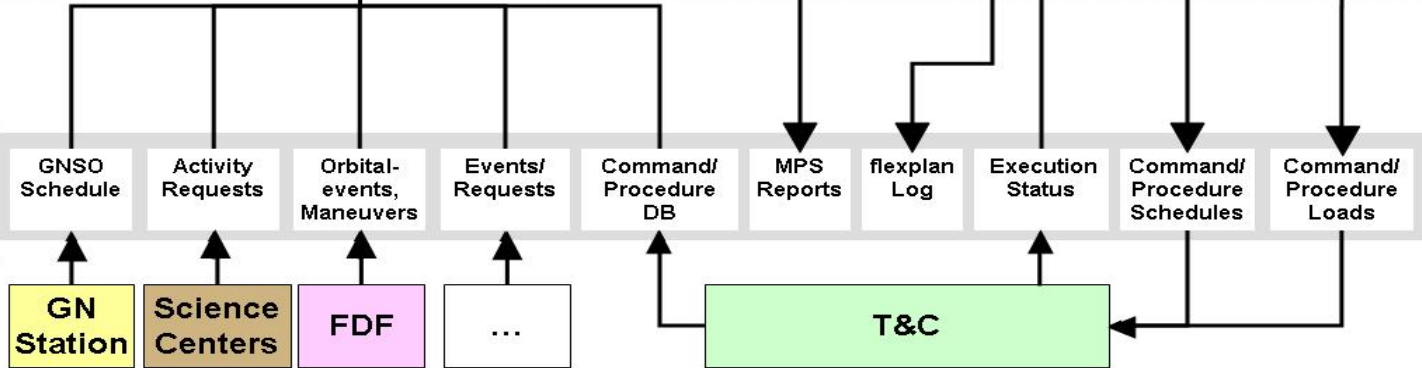 GNSO
Schedule
Activity
Requests
Orbital-
events,
Maneuvers
Events/
Requests
Command/
Procedure
DB
MPS
Reports
flexplan
Log
Execution
Status
Command/
Procedure
Schedules
Command/
Procedure
Loads
GN
Station
Science
Centers
FDF
...
T&C